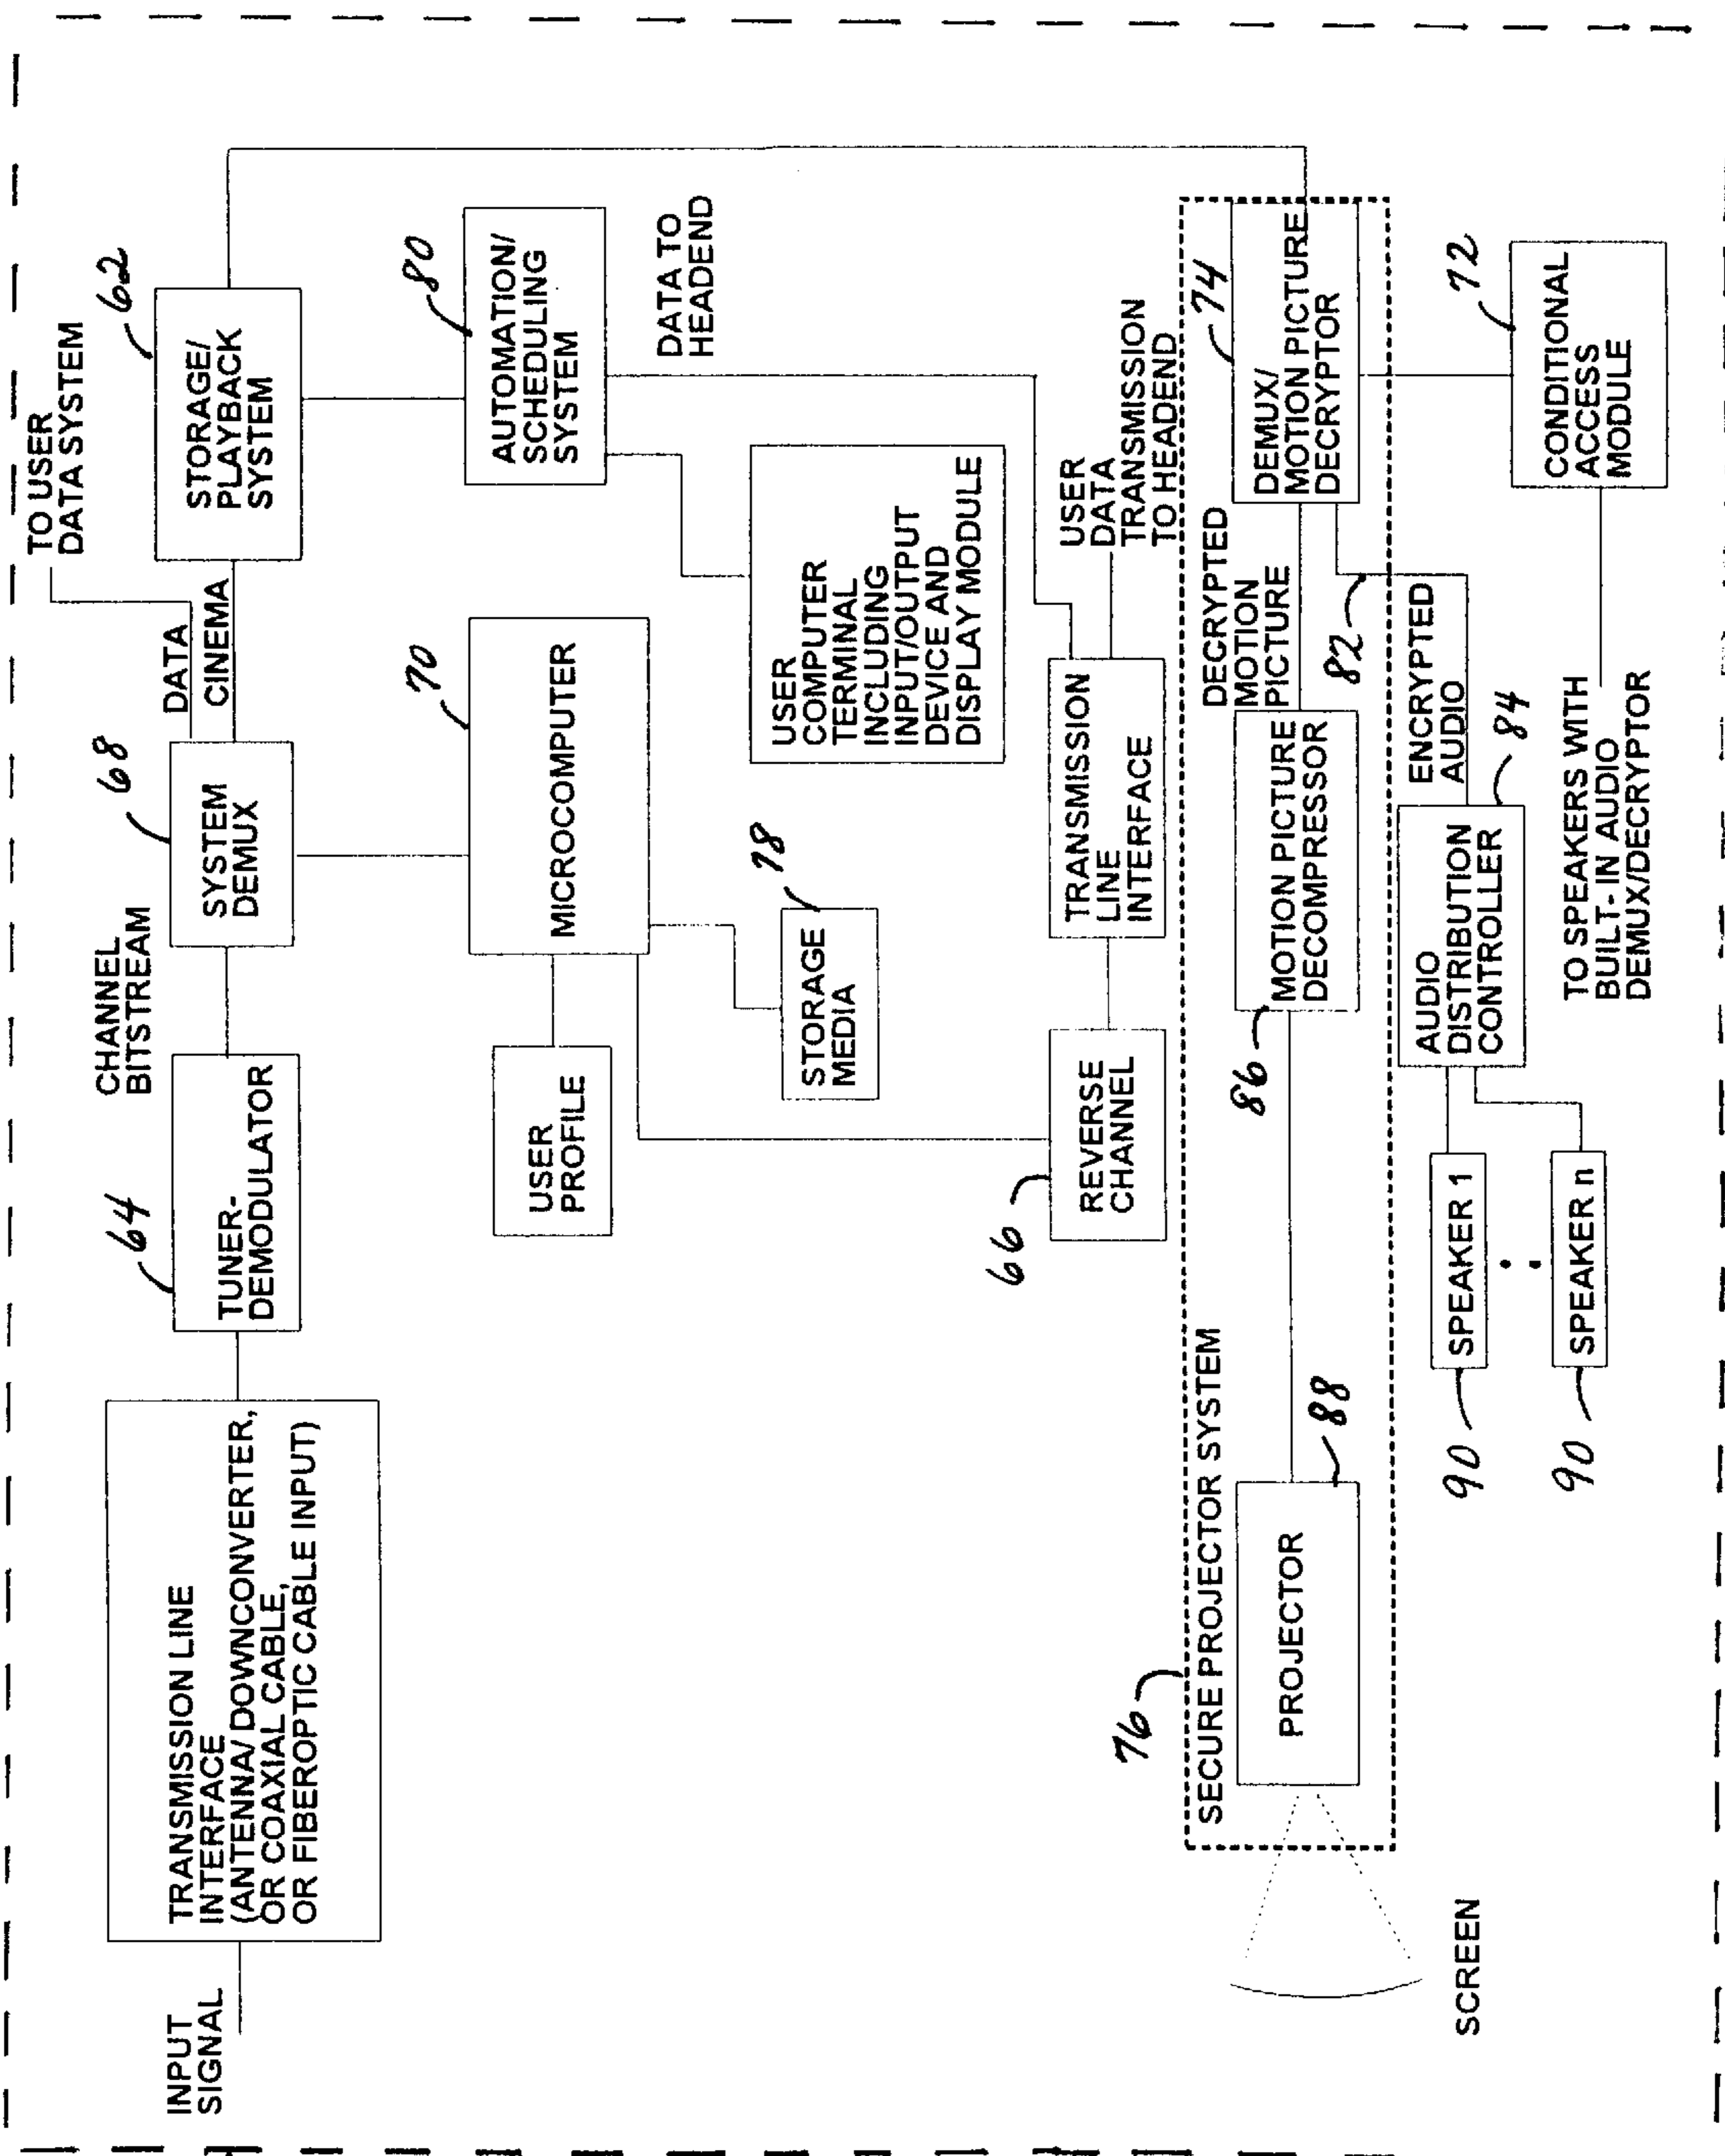 INPUT
SIGNAL
TRANSMISSION LINE
INTERFACE
(ANTENNA/ DOWNCONVERTER,
OR COAXIAL CABLE,
OR FIBEROPTIC CABLE INPUT)
64
TUNER-
DEMODULATOR
CHANNEL
BITSTREAM
68
SYSTEM
DEMUX
DATA
CINEMA
TO USER
DATA SYSTEM
62
STORAGE/
PLAYBACK
SYSTEM
USER
PROFILE
70
MICROCOMPUTER
80
AUTOMATION/
SCHEDULING
SYSTEM
DATA TO
HEADEND
78
STORAGE
MEDIA
USER
COMPUTER
TERMINAL
INCLUDING
INPUT/OUTPUT
DEVICE AND
DISPLAY MODULE
66
REVERSE
CHANNEL
TRANSMISSION
LINE
INTERFACE
USER
DATA
TRANSMISSION
TO HEADEND
76
SECURE PROJECTOR SYSTEM
SCREEN
PROJECTOR
88
86
MOTION PICTURE
DECOMPRESSOR
DECRYPTED
MOTION
PICTURE
74
DEMUX/
MOTION PICTURE
DECRYPTOR
82
ENCRYPTED
AUDIO
84
AUDIO
DISTRIBUTION
CONTROLLER
90
SPEAKER 1
90
SPEAKER n
TO SPEAKERS WITH
BUILT- IN AUDIO
DEMUX/DECRYPTOR
72
CONDITIONAL
ACCESS
MODULE